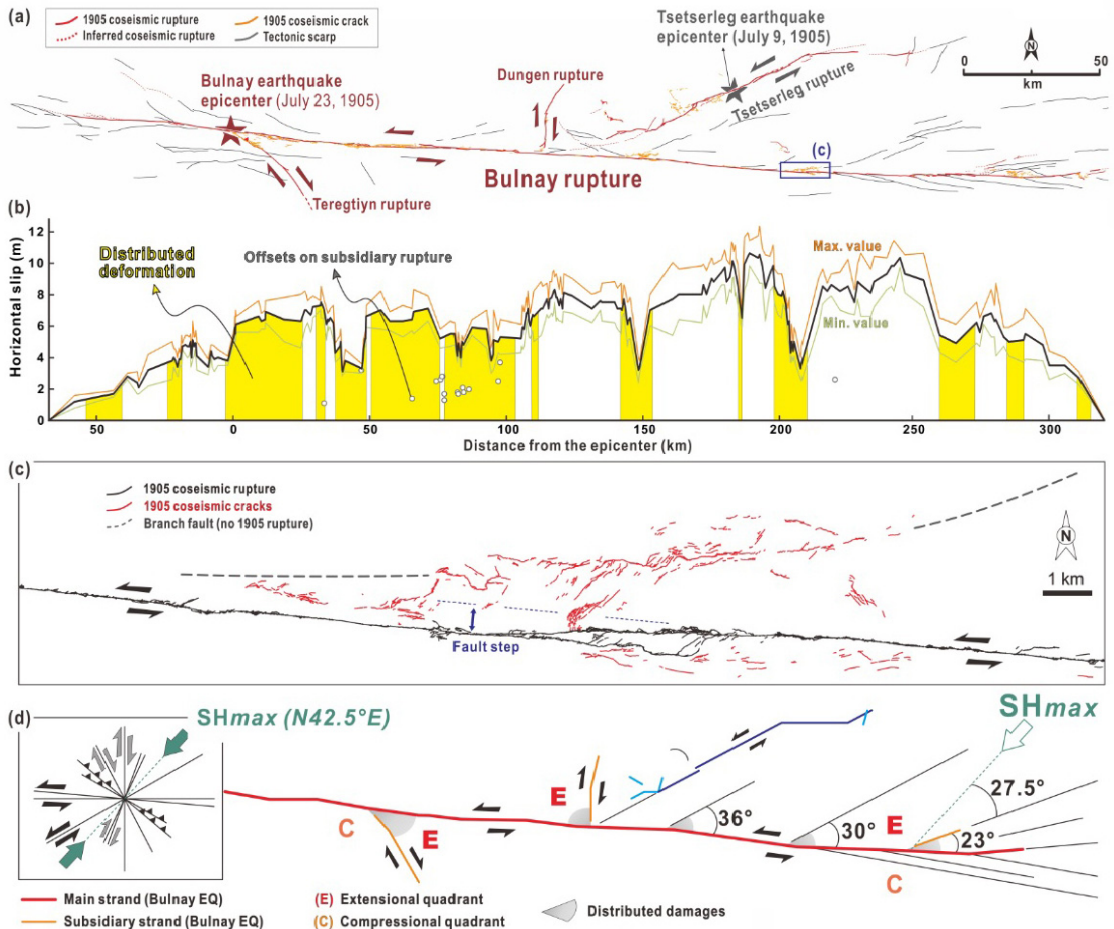 (a)
1905 coseismic rupture
1905 coseismic crack
Inferred coseismic rupture
Tectonic scarp
Tsetserleg earthquake
epicenter (July 9, 1905)
N
0
50
km
Bulnay earthquake
epicenter (July 23, 1905)
Dungen rupture
Tsetserleg rupture
(c)
Bulnay rupture
Teregtiyn rupture
(b)
Horizontal slip (m)
12
10
8
6
4
2
0
Distributed
deformation
Offsets on subsidiary rupture
Max. value
Min. value
50
0
50
100
150
200
250
300
Distance from the epicenter (km)
(c)
1905 coseismic rupture
1905 coseismic cracks
Branch fault (no 1905 rupture)
N
1 km
Fault step
(d)
SHmax (N42.5°E)
SHmax
E
27.5°
36°
30°
E
23°
C
E
C
Main strand (Bulnay EQ)
(E) Extensional quadrant
Distributed damages
Subsidiary strand (Bulnay EQ)
(C) Compressional quadrant